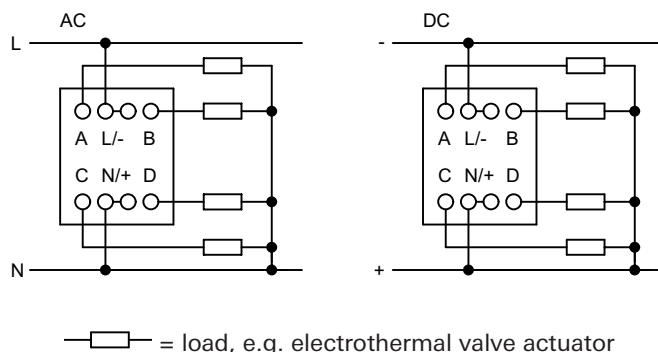 AC
L
A L/- B
C N/+ D
N
DC
-
A L/- B
C N/+ D
+
= load, e.g. electrothermal valve actuator